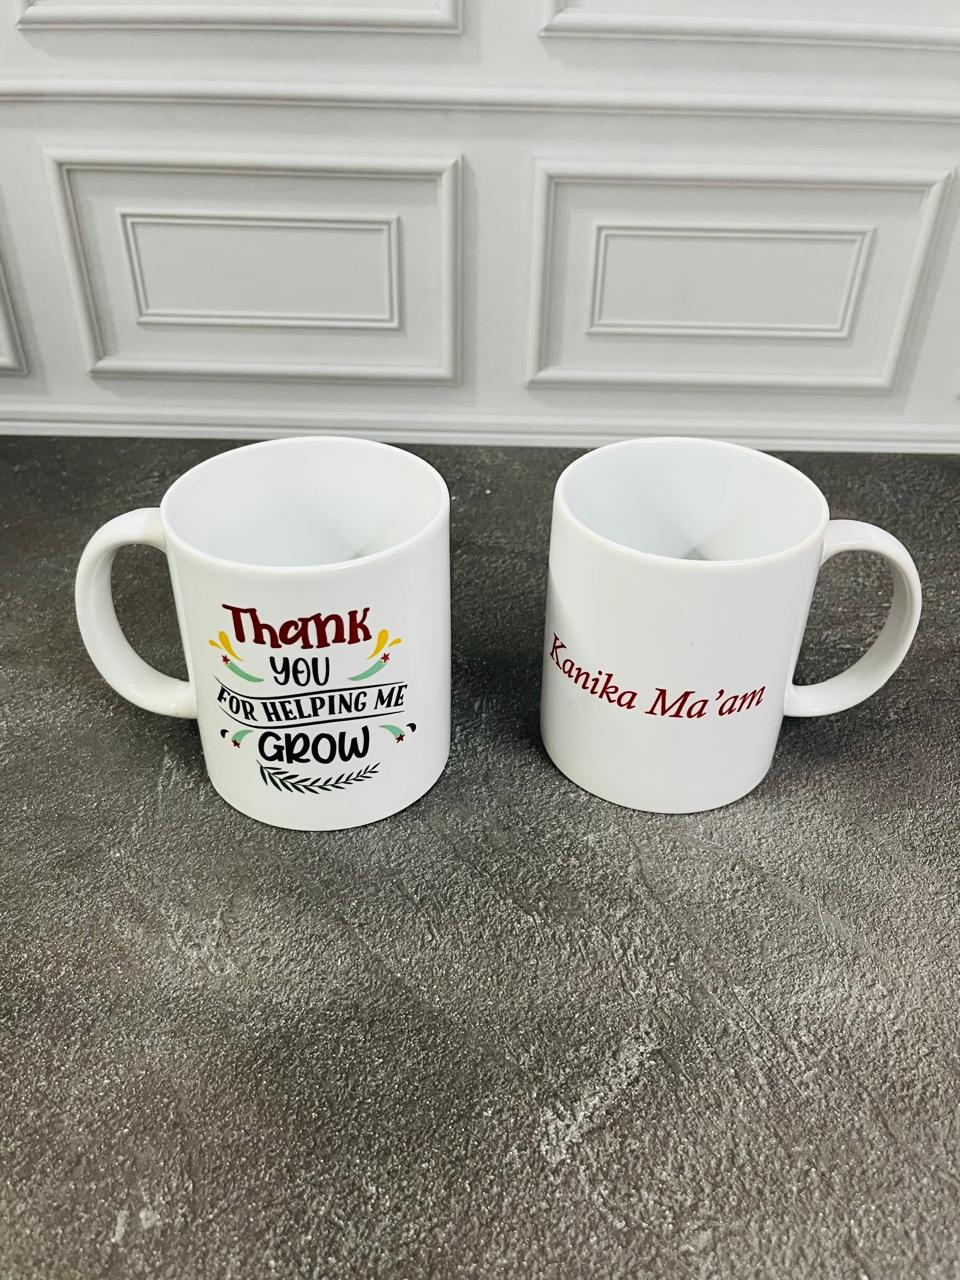 Thank
YOU
FOR HELPING ME
GROW
Kanika Ma'am